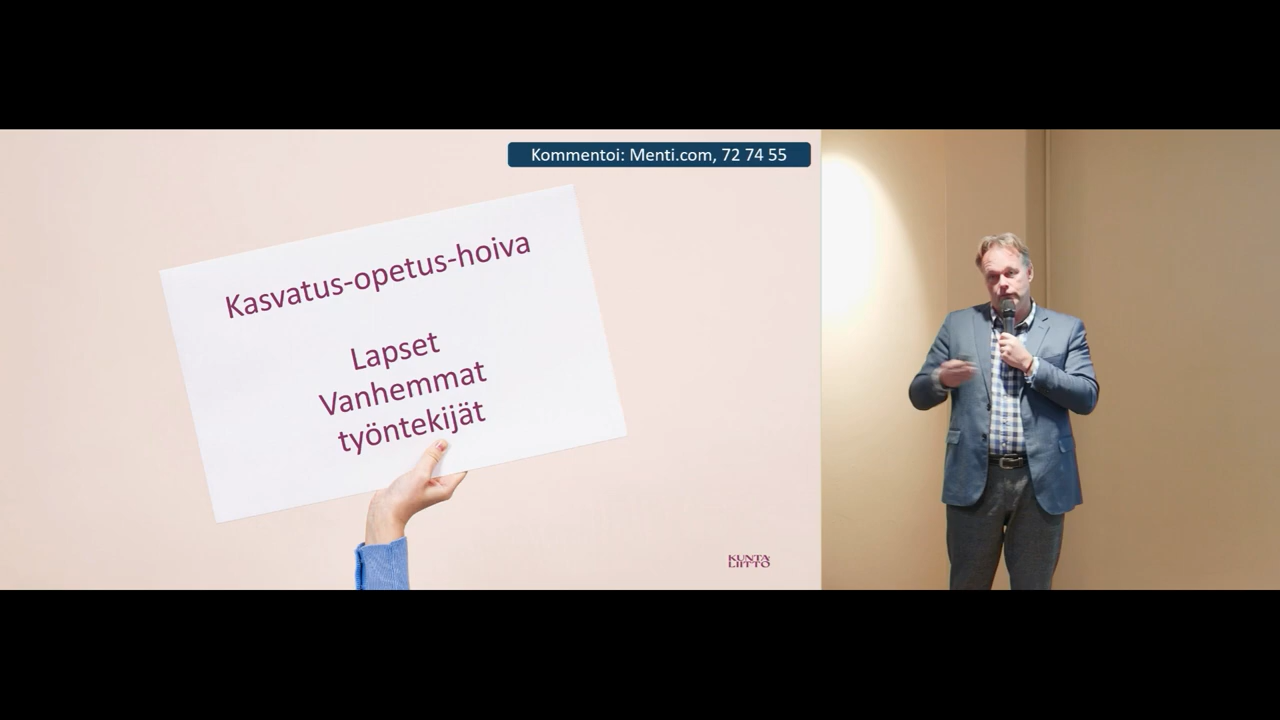 Kommentoi: Menti.com, 72 74 55
Kasvatus-opetus-hoiva
Lapset
Vanhemmat
työntekijät
KUNTA
LIITTO